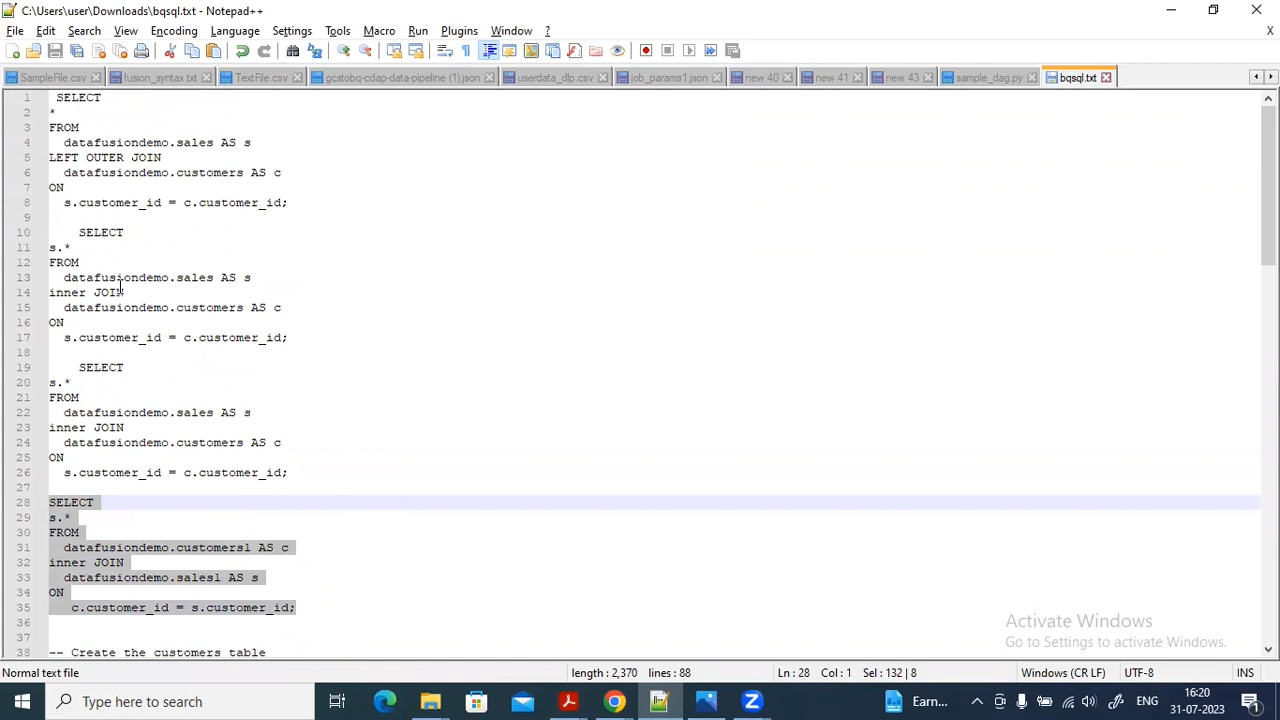 C:\Users\user\Downloads\bqsql.txt - Notepad++
File Edit Search View Encoding Language Settings Tools Macro Run Plugins Window ? X
SampleFile.csv fusion_syntax.txt TextFile.csv gcstobq-cdap-data-pipeline (1).json userdata_dlp.csv job_params1.json new 40 new 41 new 43 sample_dag.py bqsql.txt
1 SELECT
2 *
3 FROM
4 datafusiondemo.sales AS s
5 LEFT OUTER JOIN
6 datafusiondemo.customers AS c
7 ON
8 s.customer_id = c.customer_id;
9
10 SELECT
11 s.*
12 FROM
13 datafusiondemo.sales AS s
14 inner JOIN
15 datafusiondemo.customers AS c
16 ON
17 s.customer_id = c.customer_id;
18
19 SELECT
20 s.*
21 FROM
22 datafusiondemo.sales AS s
23 inner JOIN
24 datafusiondemo.customers AS c
25 ON
26 s.customer_id = c.customer_id;
27
28 SELECT
29 s.*
30 FROM
31 datafusiondemo.customers1 AS c
32 inner JOIN
33 datafusiondemo.sales1 AS s
34 ON
35 c.customer_id = s.customer_id;
36
37
38 -- Create the customers table
Activate Windows
Go to Settings to activate Windows.
Normal text file length : 2,370 lines : 88 Ln : 28 Col : 1 Sel : 132 | 8 Windows (CR LF) UTF-8 INS
Type here to search Earn... ENG 16:20
31-07-2023